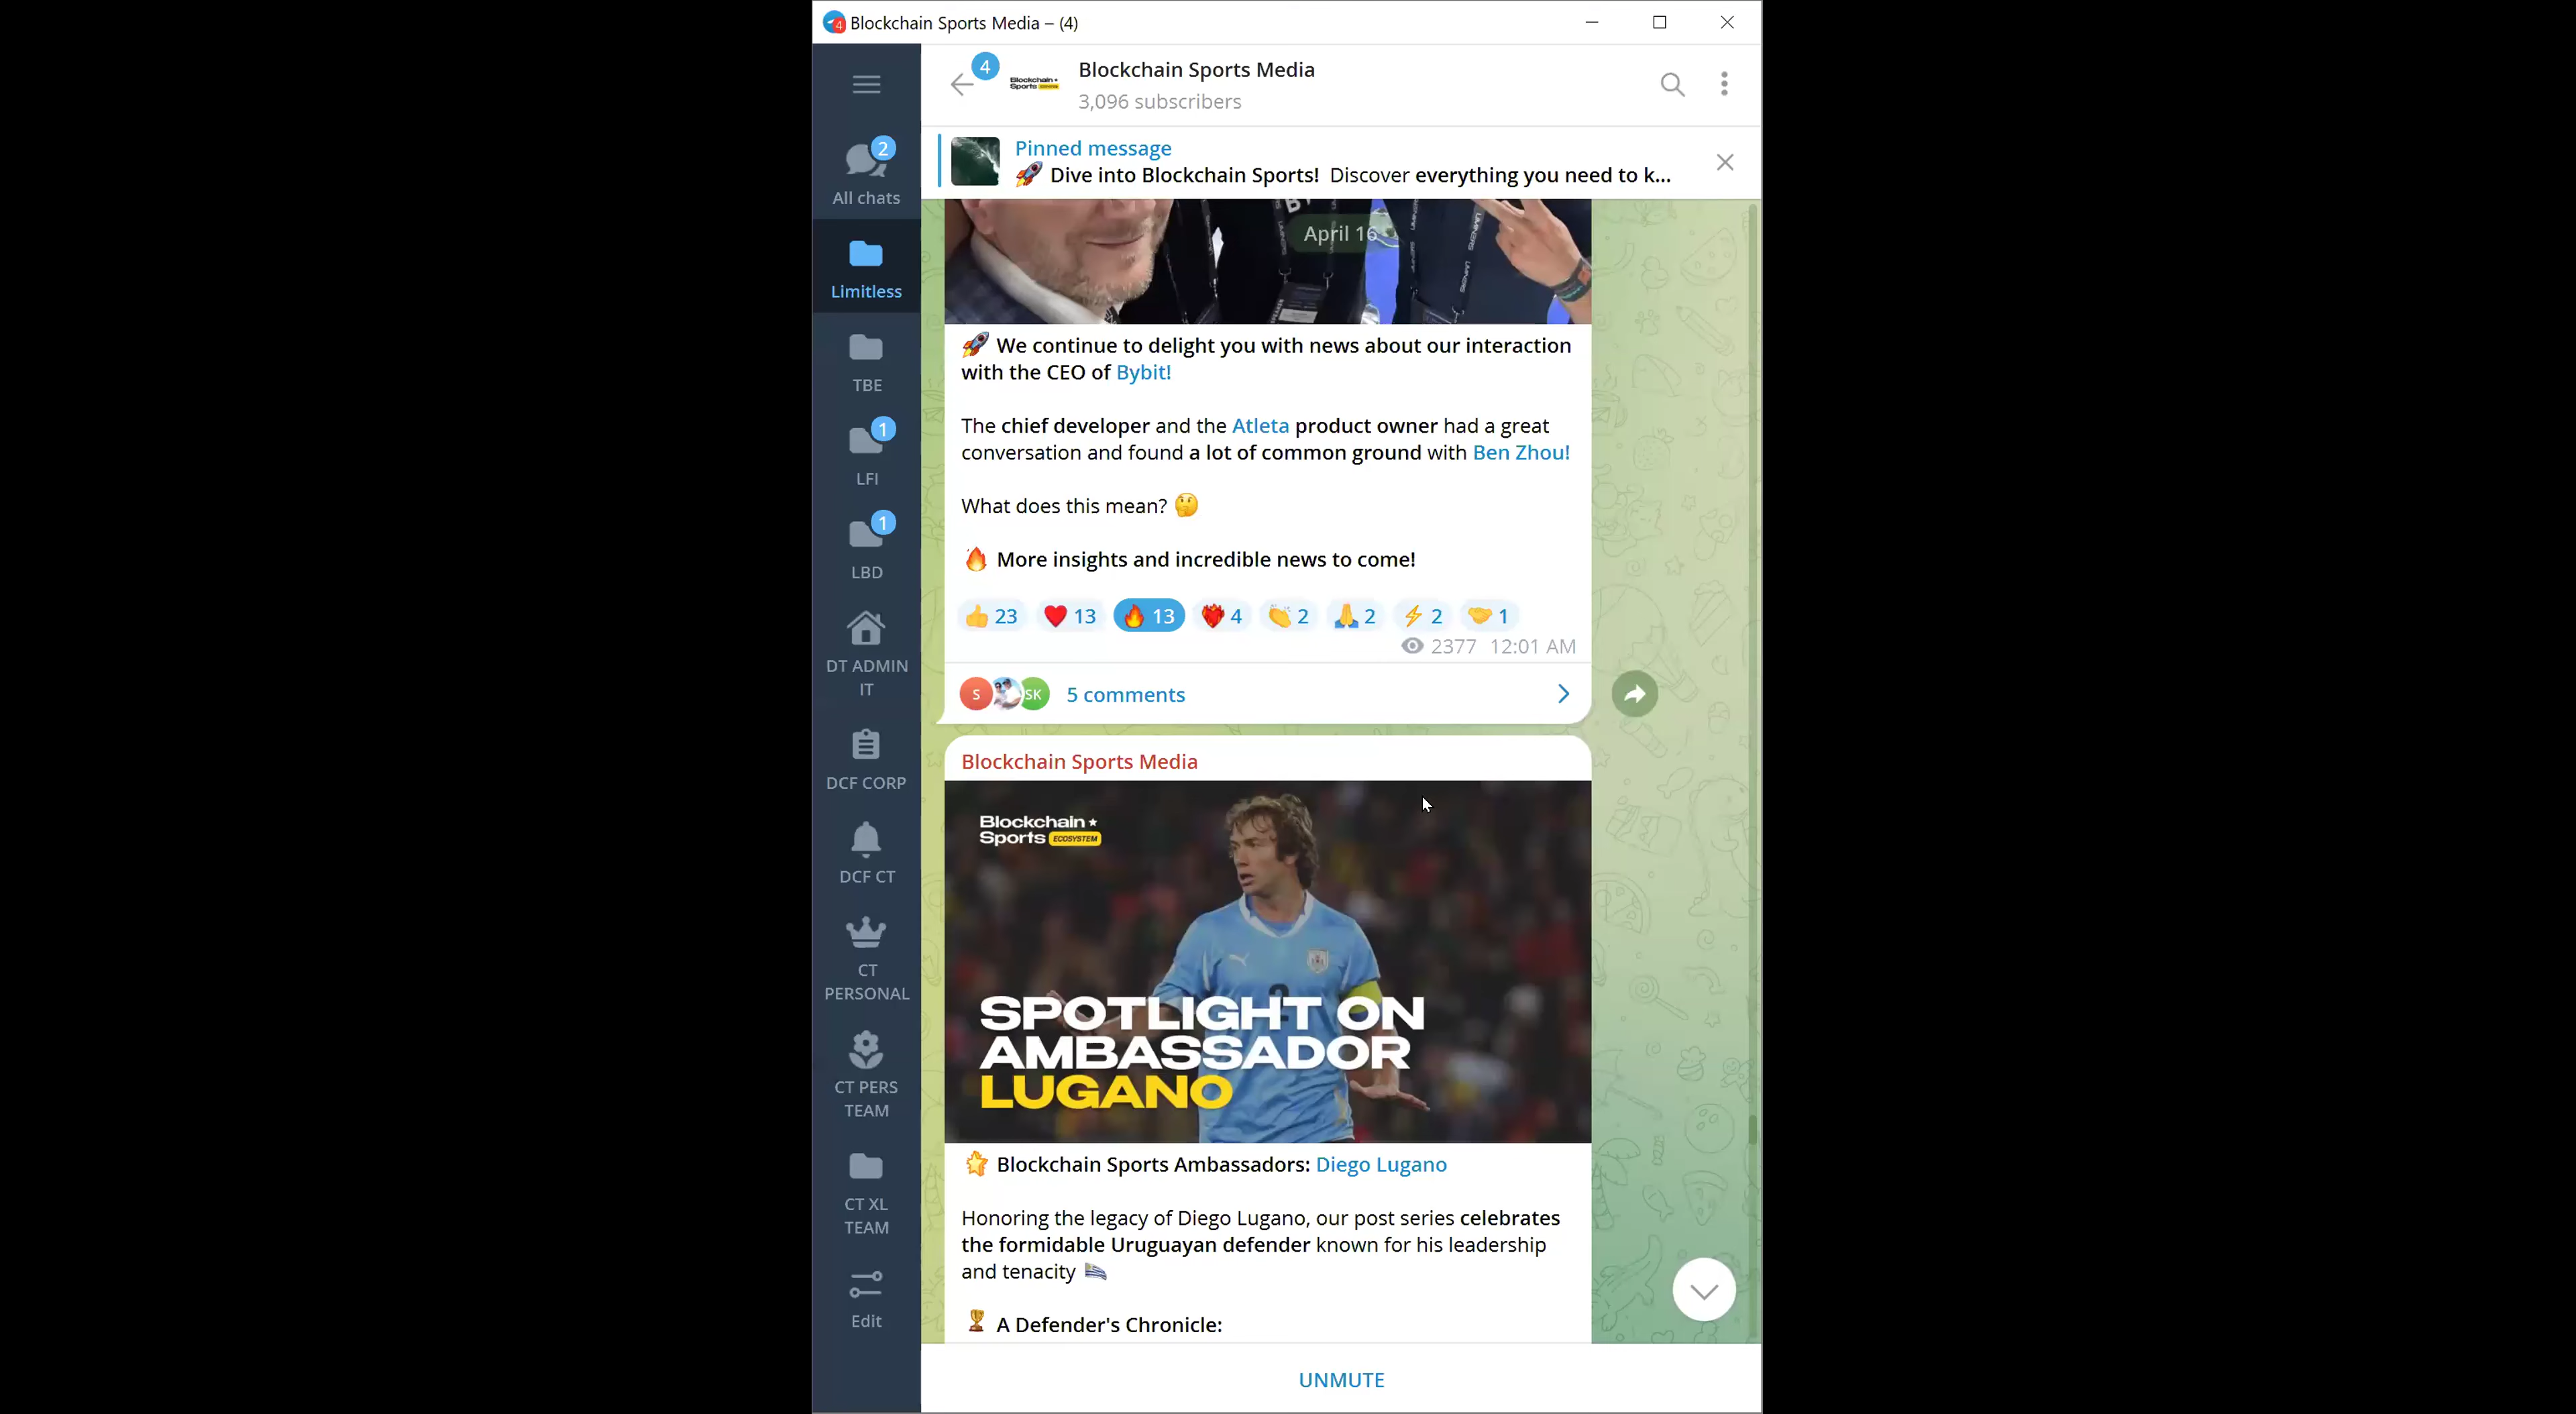 Blockchain Sports Media – (4)
4
Blockchain Sports Media
3,096 subscribers
Pinned message
🚀 Dive into Blockchain Sports! Discover everything you need to k...
2
All chats
Limitless
TBE
1
LFI
1
LBD
DT ADMIN
IT
DCF CORP
DCF CT
CT
PERSONAL
CT PERS
TEAM
CT XL
TEAM
Edit
April 16
🚀 We continue to delight you with news about our interaction
with the CEO of Bybit!
The chief developer and the Atleta product owner had a great
conversation and found a lot of common ground with Ben Zhou!
What does this mean? 🤔
🔥 More insights and incredible news to come!
👍 23 ❤️ 13 🔥 13 ❤️‍🔥 4 👏 2 🙏 2 ⚡ 2 🤝 1
2377 12:01 AM
S SK 5 comments
Blockchain Sports Media
Blockchain
Sports ECOSYSTEM
SPOTLIGHT ON
AMBASSADOR
LUGANO
🌟 Blockchain Sports Ambassadors: Diego Lugano
Honoring the legacy of Diego Lugano, our post series celebrates
the formidable Uruguayan defender known for his leadership
and tenacity 🇺🇾
🏆 A Defender's Chronicle:
UNMUTE